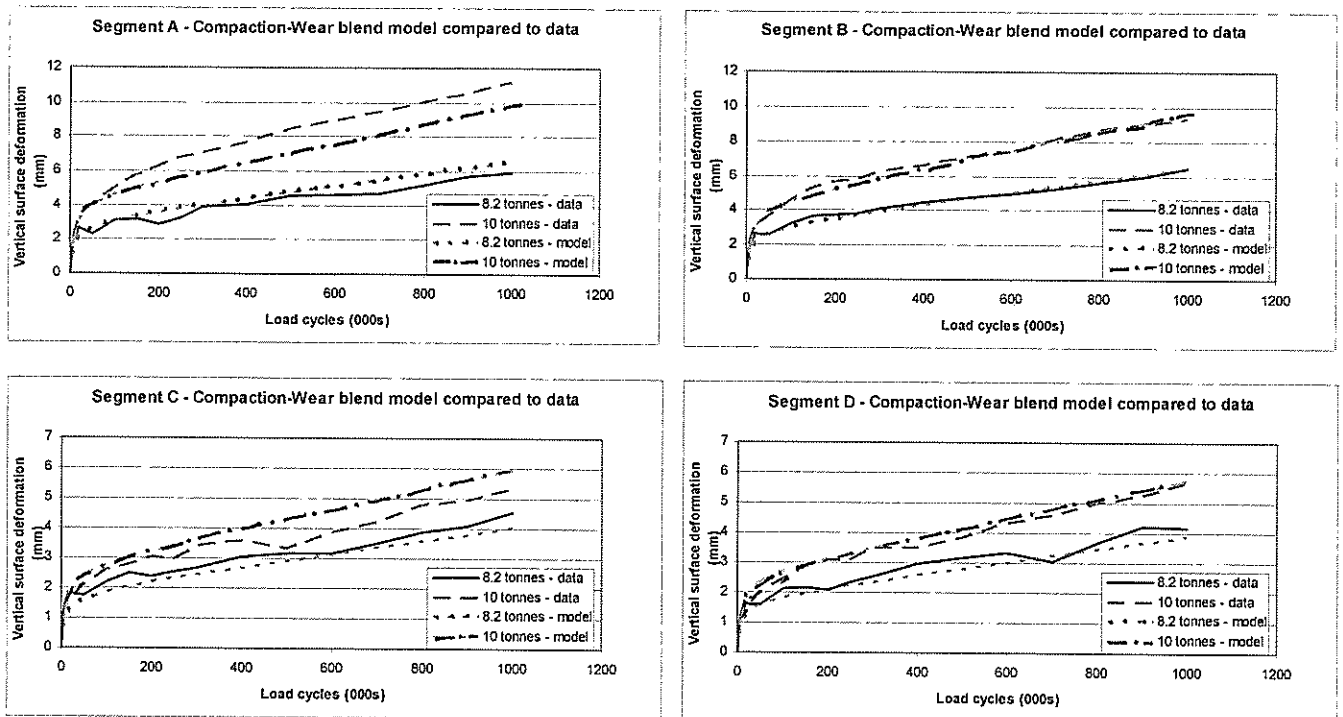 Segment A - Compaction-Wear blend model compared to data
Vertical surface deformation
(mm)
12
10
8
6
4
2
0
8.2 tonnes - data
10 tonnes - data
8.2 tonnes - model
10 tonnes - model
0 200 400 600 800 1000 1200
Load cycles (000s)
Segment B - Compaction-Wear blend model compared to data
Vertical surface deformation
(mm)
12
10
8
6
4
2
0
8.2 tonnes - data
10 tonnes - data
8.2 tonnes - model
10 tonnes - model
0 200 400 600 800 1000 1200
Load cycles (000s)
Segment C - Compaction-Wear blend model compared to data
Vertical surface deformation
(mm)
7
6
5
4
3
2
1
0
8.2 tonnes - data
10 tonnes - data
8.2 tonnes - model
10 tonnes - model
0 200 400 600 800 1000 1200
Load cycles (000s)
Segment D - Compaction-Wear blend model compared to data
Vertical surface deformation
(mm)
7
6
5
4
3
2
1
0
8.2 tonnes - data
10 tonnes - data
8.2 tonnes - model
10 tonnes - model
0 200 400 600 800 1000 1200
Load cycles (000s)